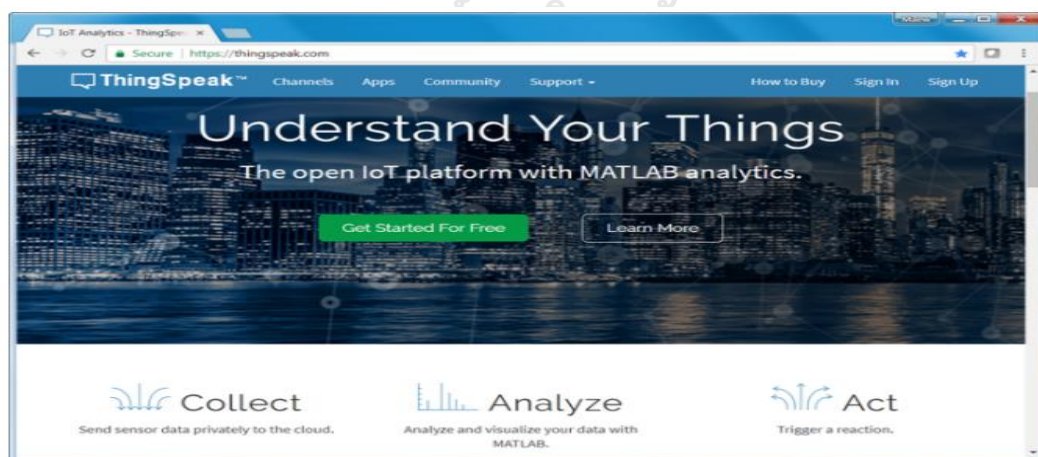 IoT Analytics - ThingSpe
Secure | https://thingspeak.com
ThingSpeak™ Channels Apps Community Support How to Buy Sign In Sign Up
Understand Your Things
The open IoT platform with MATLAB analytics.
Get Started For Free Learn More
Collect Analyze Act
Send sensor data privately to the cloud. Analyze and visualize your data with MATLAB. Trigger a reaction.